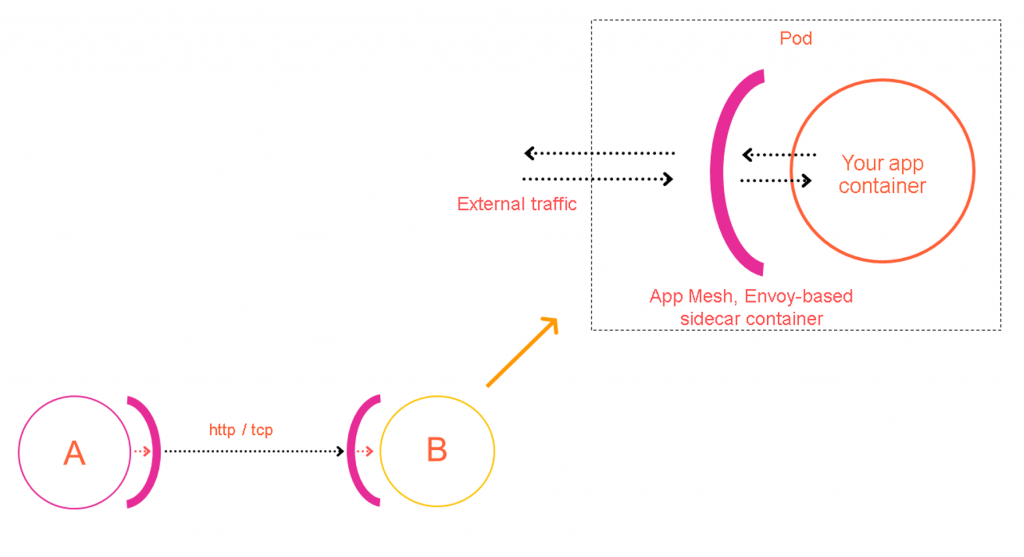 Pod
Your app
container
External traffic
App Mesh, Envoy-based
sidecar container
http / tcp
A
B